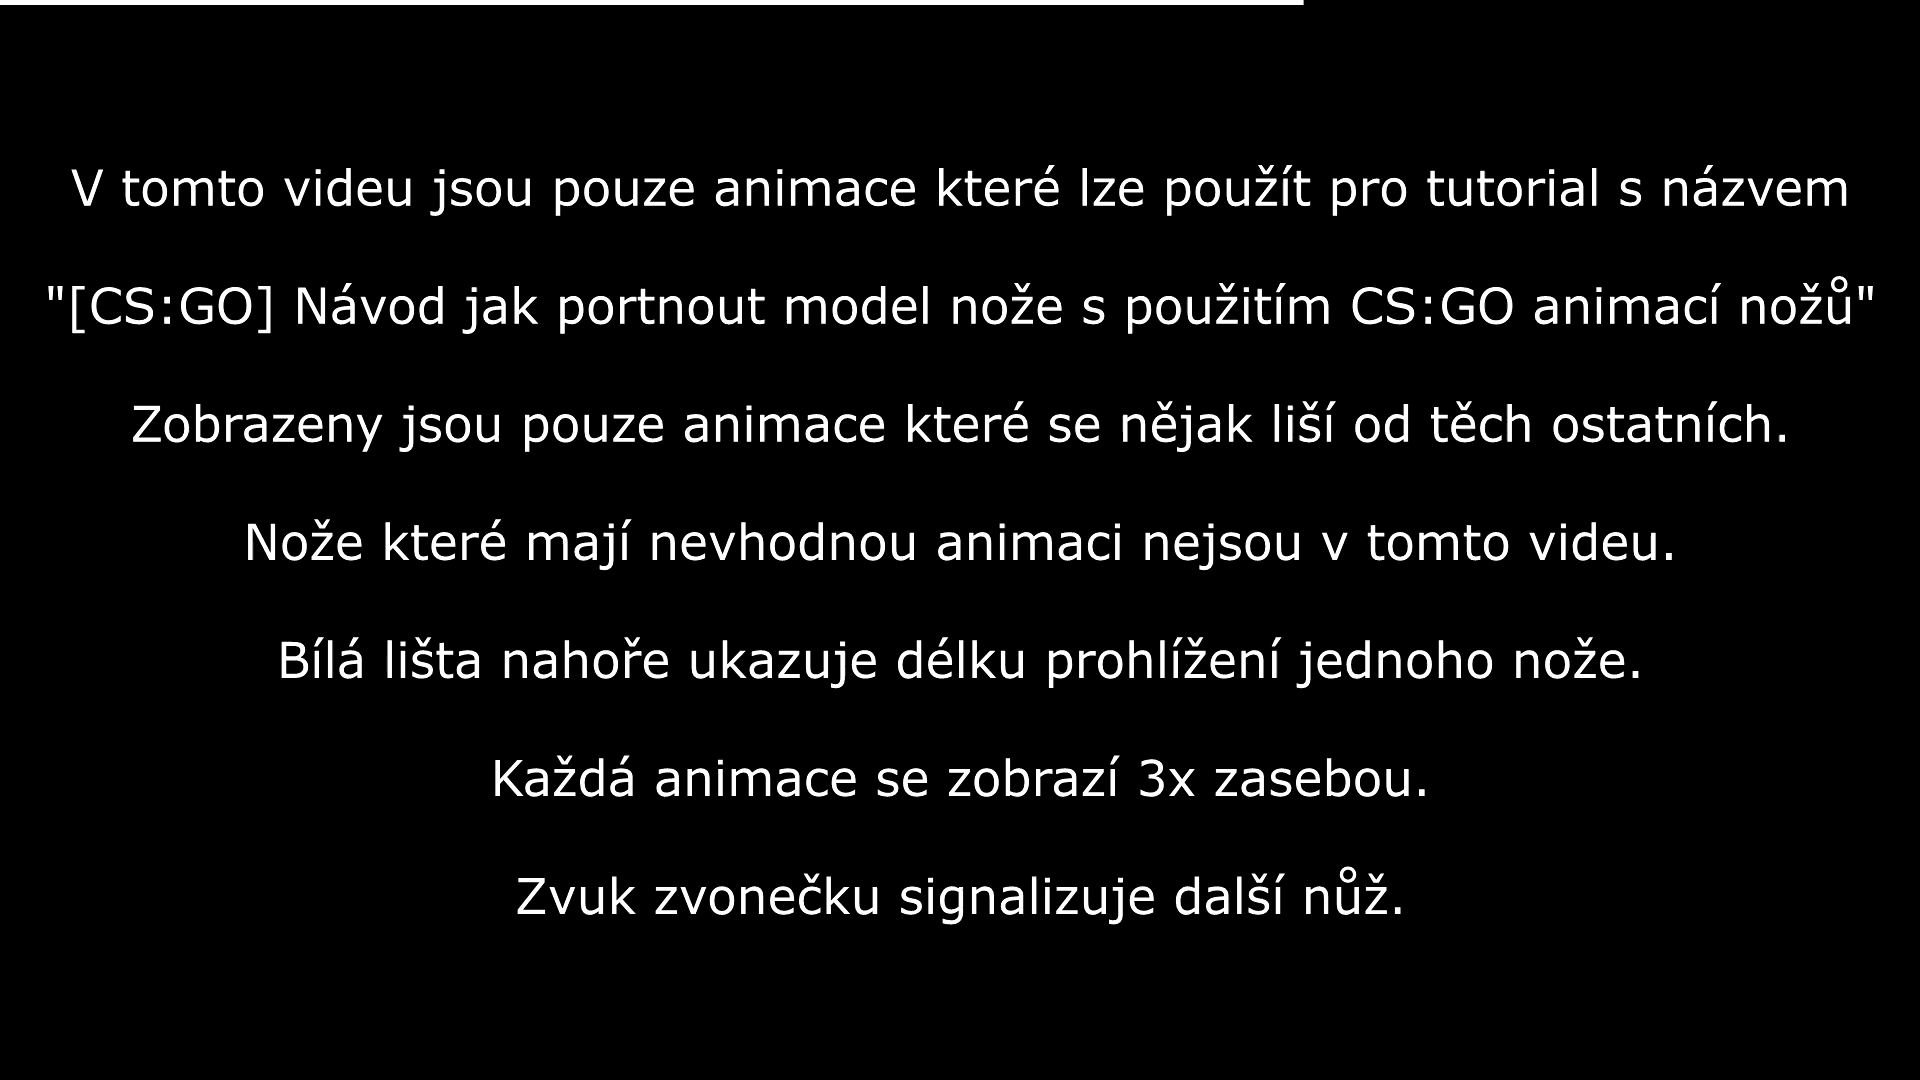 V tomto videu jsou pouze animace které lze použít pro tutorial s názvem
"[CS:GO] Návod jak portnout model nože s použitím CS:GO animací nožů"
Zobrazeny jsou pouze animace které se nějak liší od těch ostatních.
Nože které mají nevhodnou animaci nejsou v tomto videu.
Bílá lišta nahoře ukazuje délku prohlížení jednoho nože.
Každá animace se zobrazí 3x zasebou.
Zvuk zvonečku signalizuje další nůž.